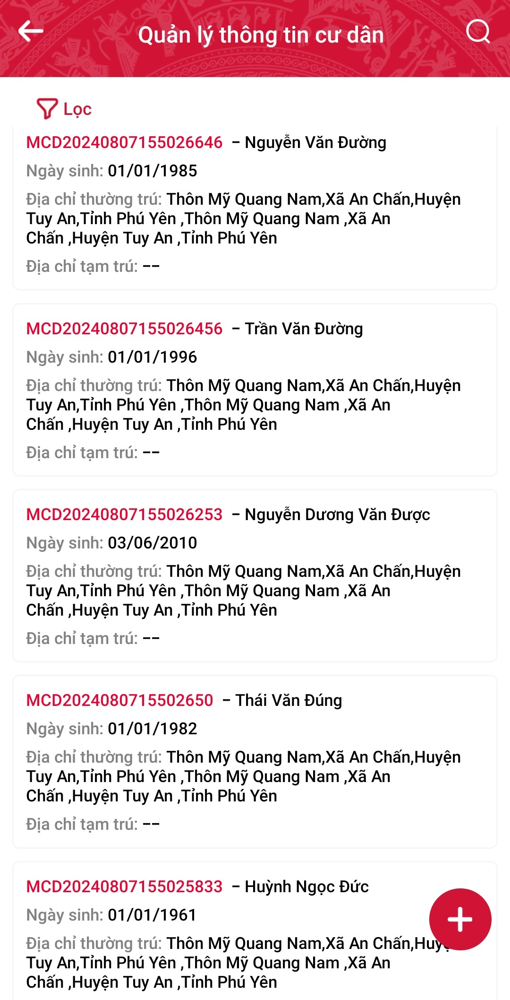 Quản lý thông tin cư dân
Lọc
MCD20240807155026646 – Nguyễn Văn Đường
Ngày sinh: 01/01/1985
Địa chỉ thường trú: Thôn Mỹ Quang Nam,Xã An Chấn,Huyện
Tuy An,Tỉnh Phú Yên ,Thôn Mỹ Quang Nam ,Xã An
Chấn ,Huyện Tuy An ,Tỉnh Phú Yên
Địa chỉ tạm trú: --
MCD20240807155026456 – Trần Văn Đường
Ngày sinh: 01/01/1996
Địa chỉ thường trú: Thôn Mỹ Quang Nam,Xã An Chấn,Huyện
Tuy An,Tỉnh Phú Yên ,Thôn Mỹ Quang Nam ,Xã An
Chấn ,Huyện Tuy An ,Tỉnh Phú Yên
Địa chỉ tạm trú: --
MCD20240807155026253 – Nguyễn Dương Văn Được
Ngày sinh: 03/06/2010
Địa chỉ thường trú: Thôn Mỹ Quang Nam,Xã An Chấn,Huyện
Tuy An,Tỉnh Phú Yên ,Thôn Mỹ Quang Nam ,Xã An
Chấn ,Huyện Tuy An ,Tỉnh Phú Yên
Địa chỉ tạm trú: --
MCD2024080715502650 – Thái Văn Đúng
Ngày sinh: 01/01/1982
Địa chỉ thường trú: Thôn Mỹ Quang Nam,Xã An Chấn,Huyện
Tuy An,Tỉnh Phú Yên ,Thôn Mỹ Quang Nam ,Xã An
Chấn ,Huyện Tuy An ,Tỉnh Phú Yên
Địa chỉ tạm trú: --
MCD20240807155025833 – Huỳnh Ngọc Đức
Ngày sinh: 01/01/1961
Địa chỉ thường trú: Thôn Mỹ Quang Nam,Xã An Chấn,
Tuy An,Tỉnh Phú Yên ,Thôn Mỹ Quang Nam ,Xã An
Chấn ,Huyện Tuy An ,Tỉnh Phú Yên